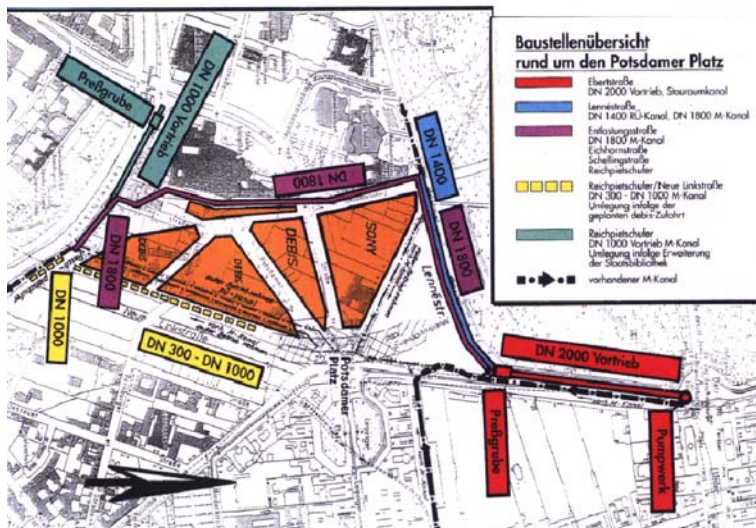 Baustellenübersicht
rund um den Potsdamer Platz
Ebertstraße
DN 2000 Vortrieb, Stauraumkanal
Lennéstraße
DN 1400 RÜ-Kanal, DN 1800 M-Kanal
Entlastungsstraße
DN 1800 M-Kanal
Eichhornstraße
Schellingstraße
Reichpietschufer
Reichpietschufer/Neue Linkstraße
DN 300 - DN 1000 M-Kanal
Umlegung infolge der
geplanten debis-Zufahrt
Reichpietschufer
DN 1000 Vortrieb M-Kanal
Umlegung infolge Erweiterung
der Staatsbibliothek
vorhandener M-Kanal
Preßgrube
DN 1000 Vortrieb
DN 1800
DN 1400
DN 1800
DN 1800
DEBIS
DEBIS
DEBIS
SONY
Lennéstr
DN 1000
Neue
Linkstraße
DN 300 - DN 1000
Potsdamer
Platz
DN 2000 Vortrieb
Preßgrube
Pumpwerk